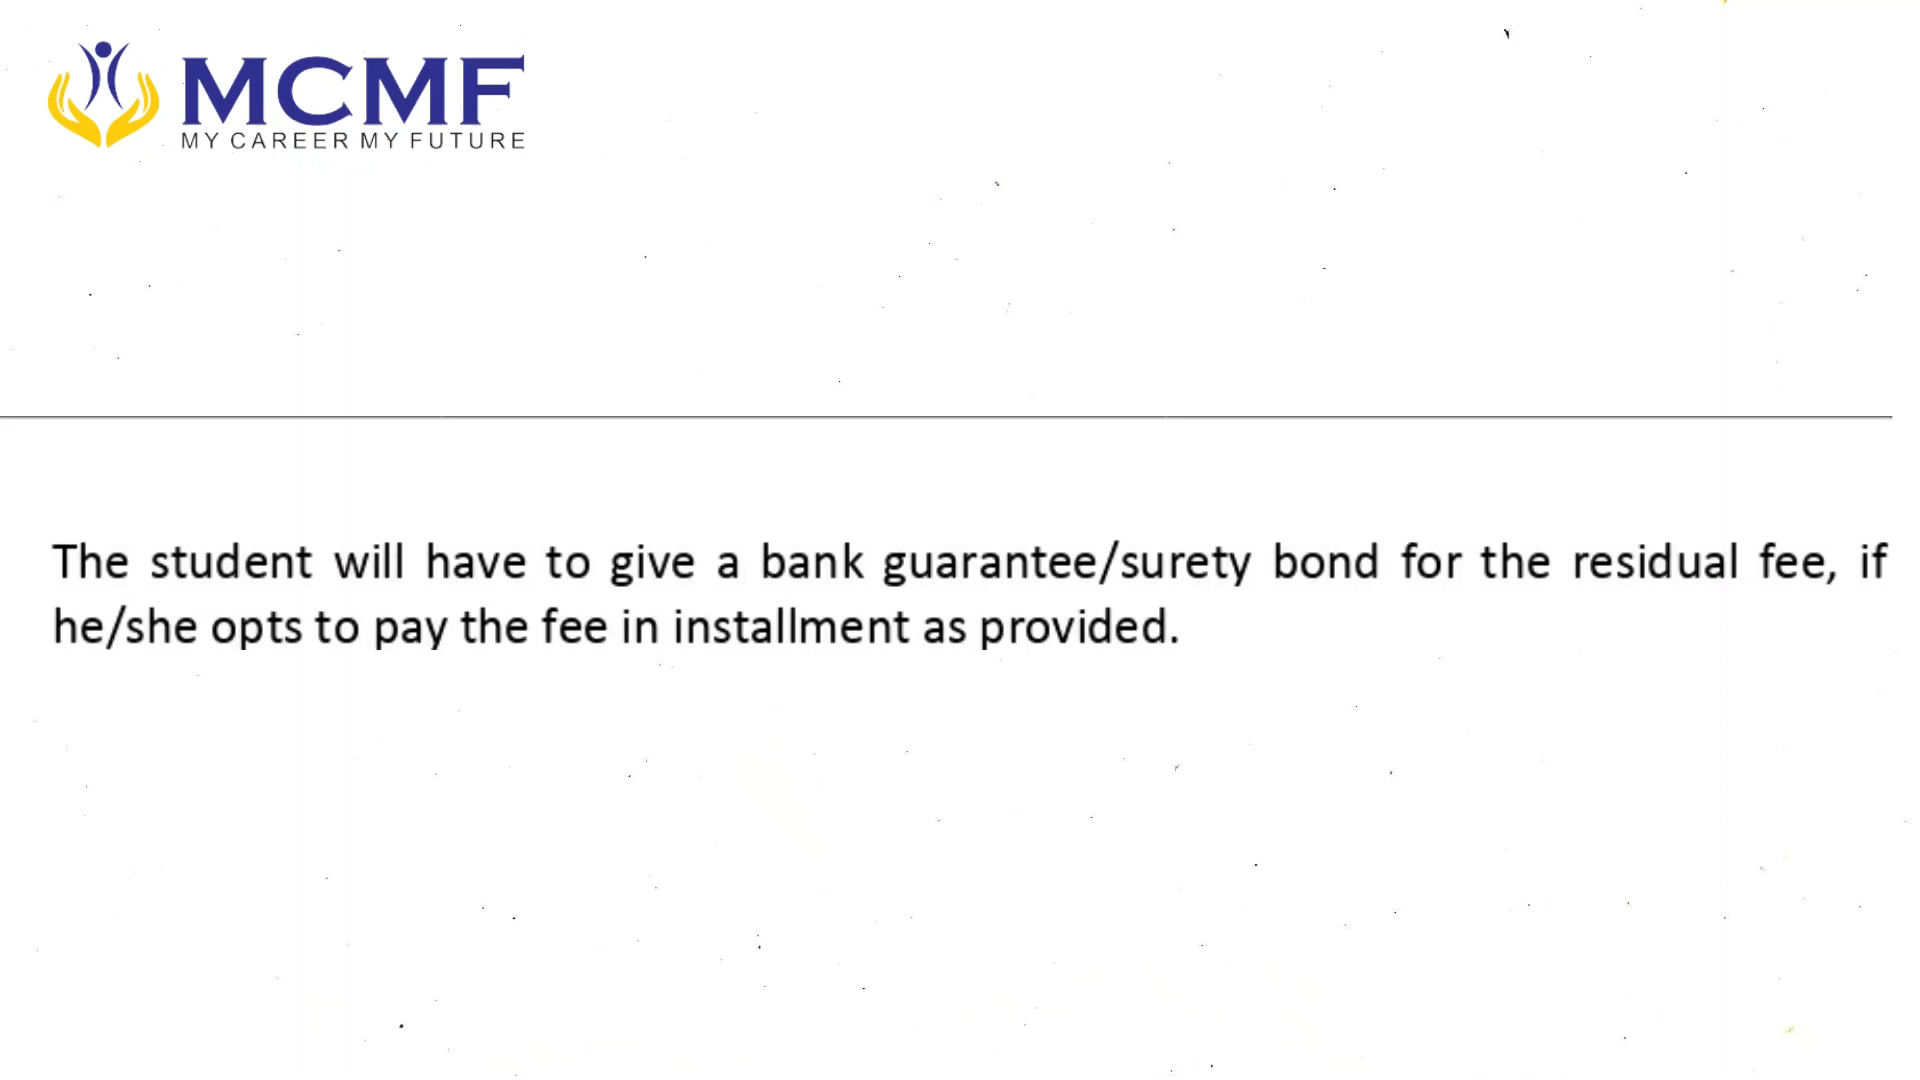 MCMF
MY CAREER MY FUTURE
The student will have to give a bank guarantee/surety bond for the residual fee, if
he/she opts to pay the fee in installment as provided.